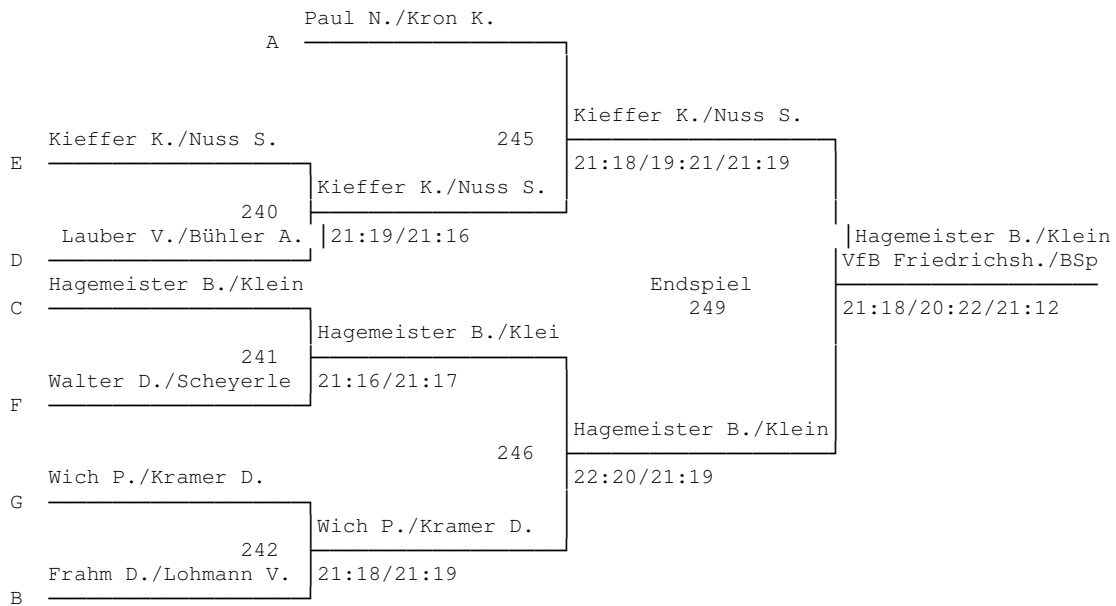 Paul N./Kron K.
A
Kieffer K./Nuss S.
Kieffer K./Nuss S. 245
E 21:18/19:21/21:19
Kieffer K./Nuss S.
240
Lauber V./Bühler A. 21:19/21:16 Hagemeister B./Klein
D VfB Friedrichsh./BSp
Hagemeister B./Klein Endspiel
C 249 21:18/20:22/21:12
Hagemeister B./Klei
241
Walter D./Scheyerle 21:16/21:17
F
Hagemeister B./Klein
246
Wich P./Kramer D. 22:20/21:19
G
Wich P./Kramer D.
242
Frahm D./Lohmann V. 21:18/21:19
B